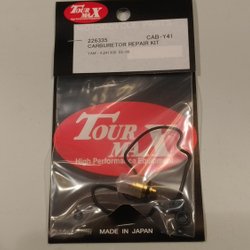 TOUR MAX
226335 CAB-Y41
CARBURETOR REPAIR KIT
TOUR
MAX
High Performance Equipment
MADE IN JAPAN